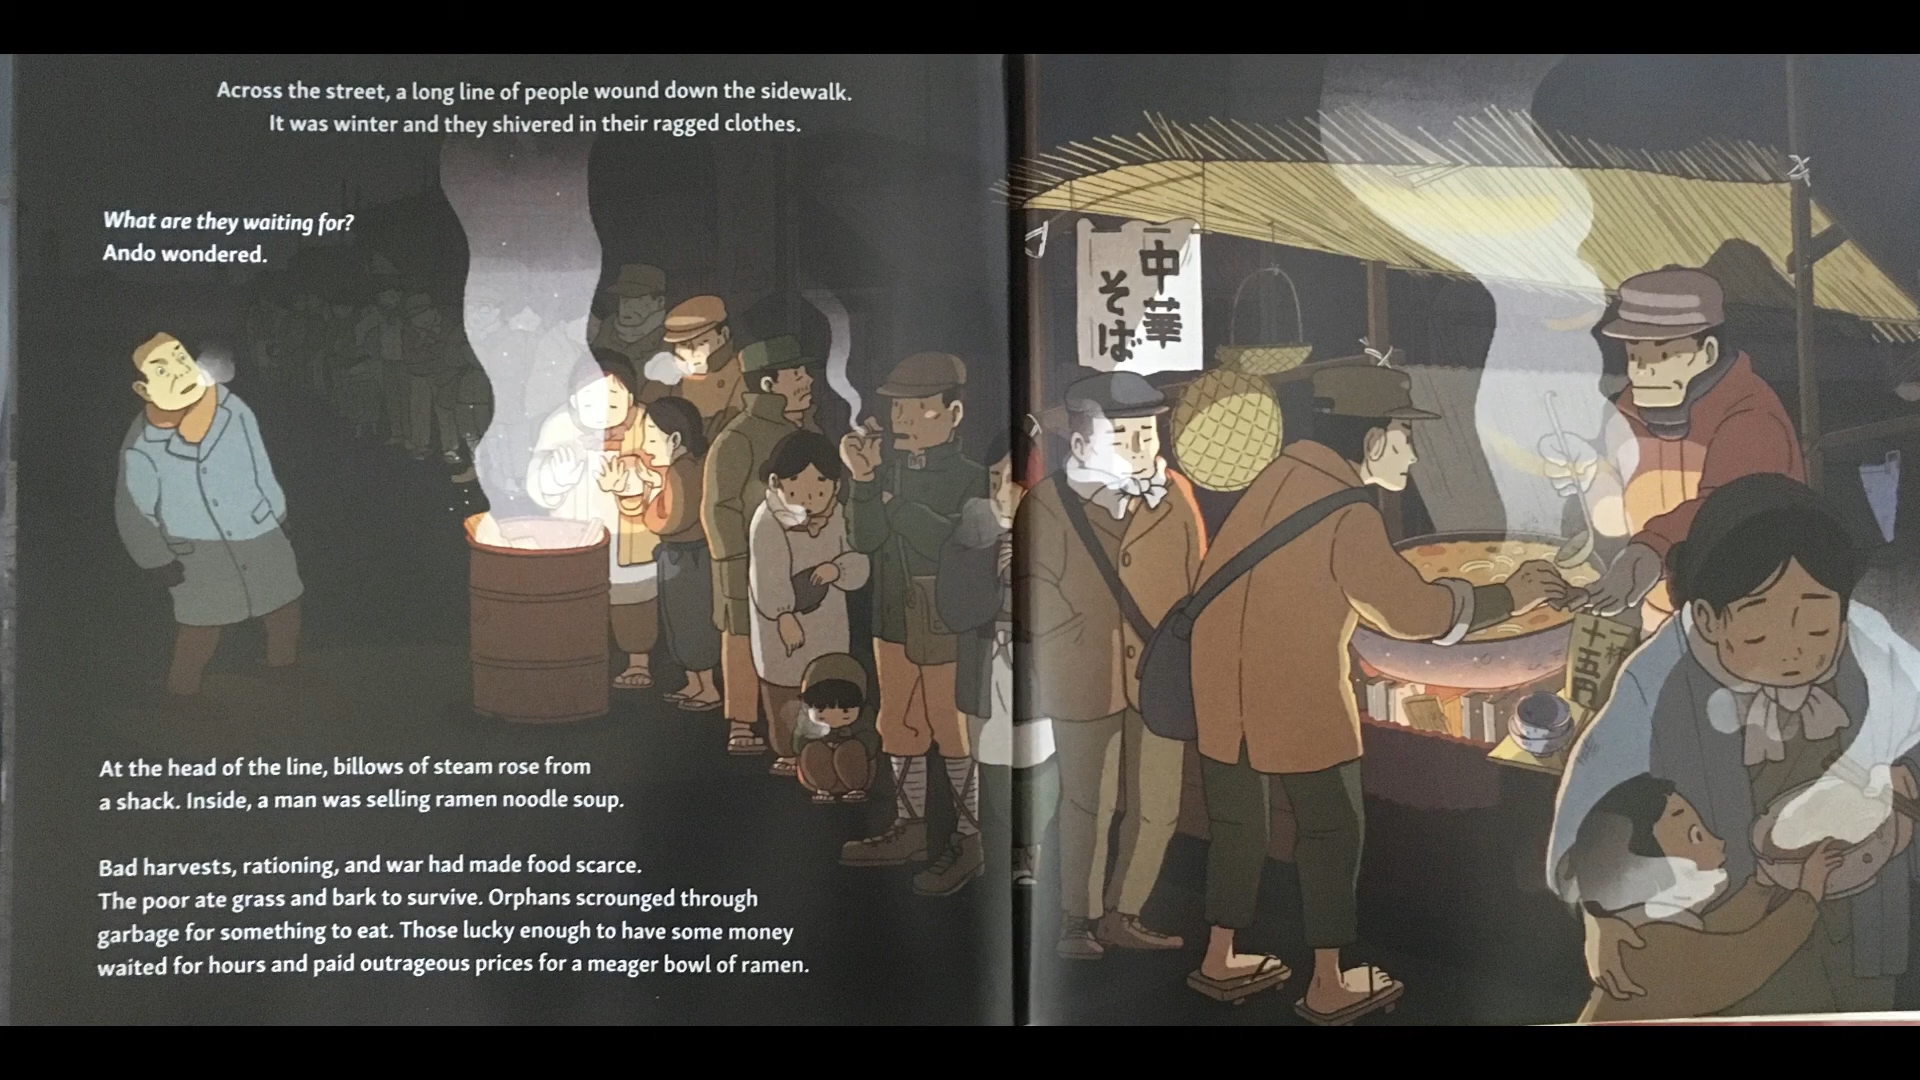 Across the street, a long line of people wound down the sidewalk.
It was winter and they shivered in their ragged clothes.
What are they waiting for?
Ando wondered.
At the head of the line, billows of steam rose from
a shack. Inside, a man was selling ramen noodle soup.
Bad harvests, rationing, and war had made food scarce.
The poor ate grass and bark to survive. Orphans scrounged through
garbage for something to eat. Those lucky enough to have some money
waited for hours and paid outrageous prices for a meager bowl of ramen.
中華
そば
一杯
十五円